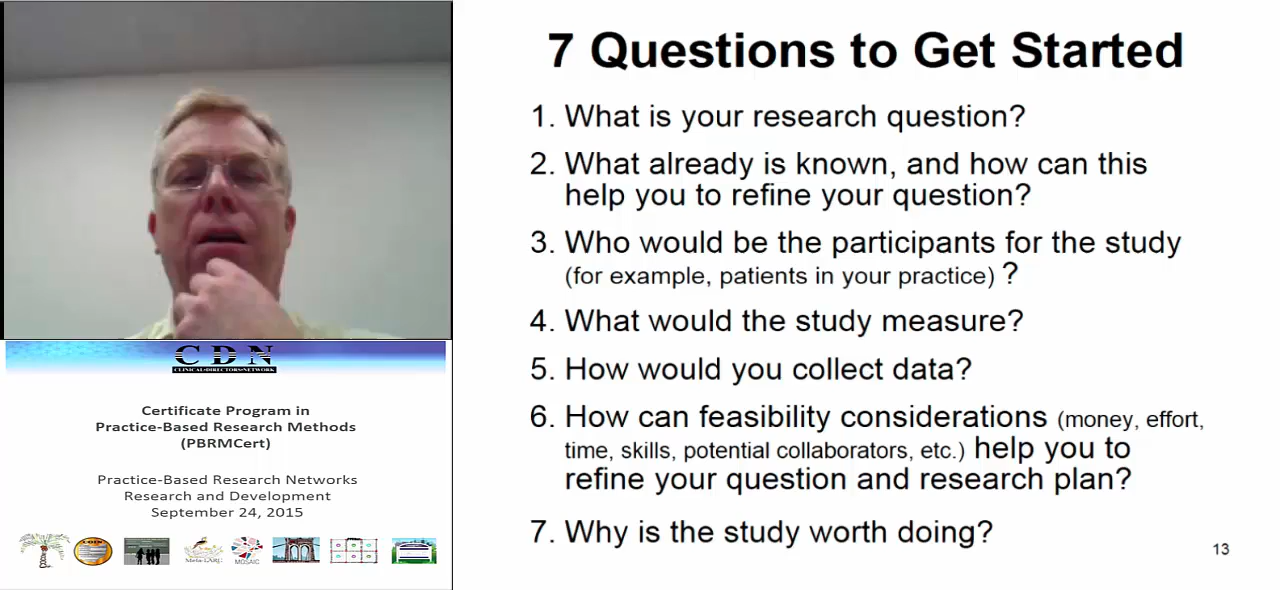 CDN
CLINICAL·DIRECTORS·NETWORK
Certificate Program in
Practice-Based Research Methods
(PBRMCert)
Practice-Based Research Networks
Research and Development
September 24, 2015
MOSAIC
7 Questions to Get Started
1. What is your research question?
2. What already is known, and how can this
help you to refine your question?
3. Who would be the participants for the study
(for example, patients in your practice) ?
4. What would the study measure?
5. How would you collect data?
6. How can feasibility considerations (money, effort,
time, skills, potential collaborators, etc.) help you to
refine your question and research plan?
7. Why is the study worth doing?
13